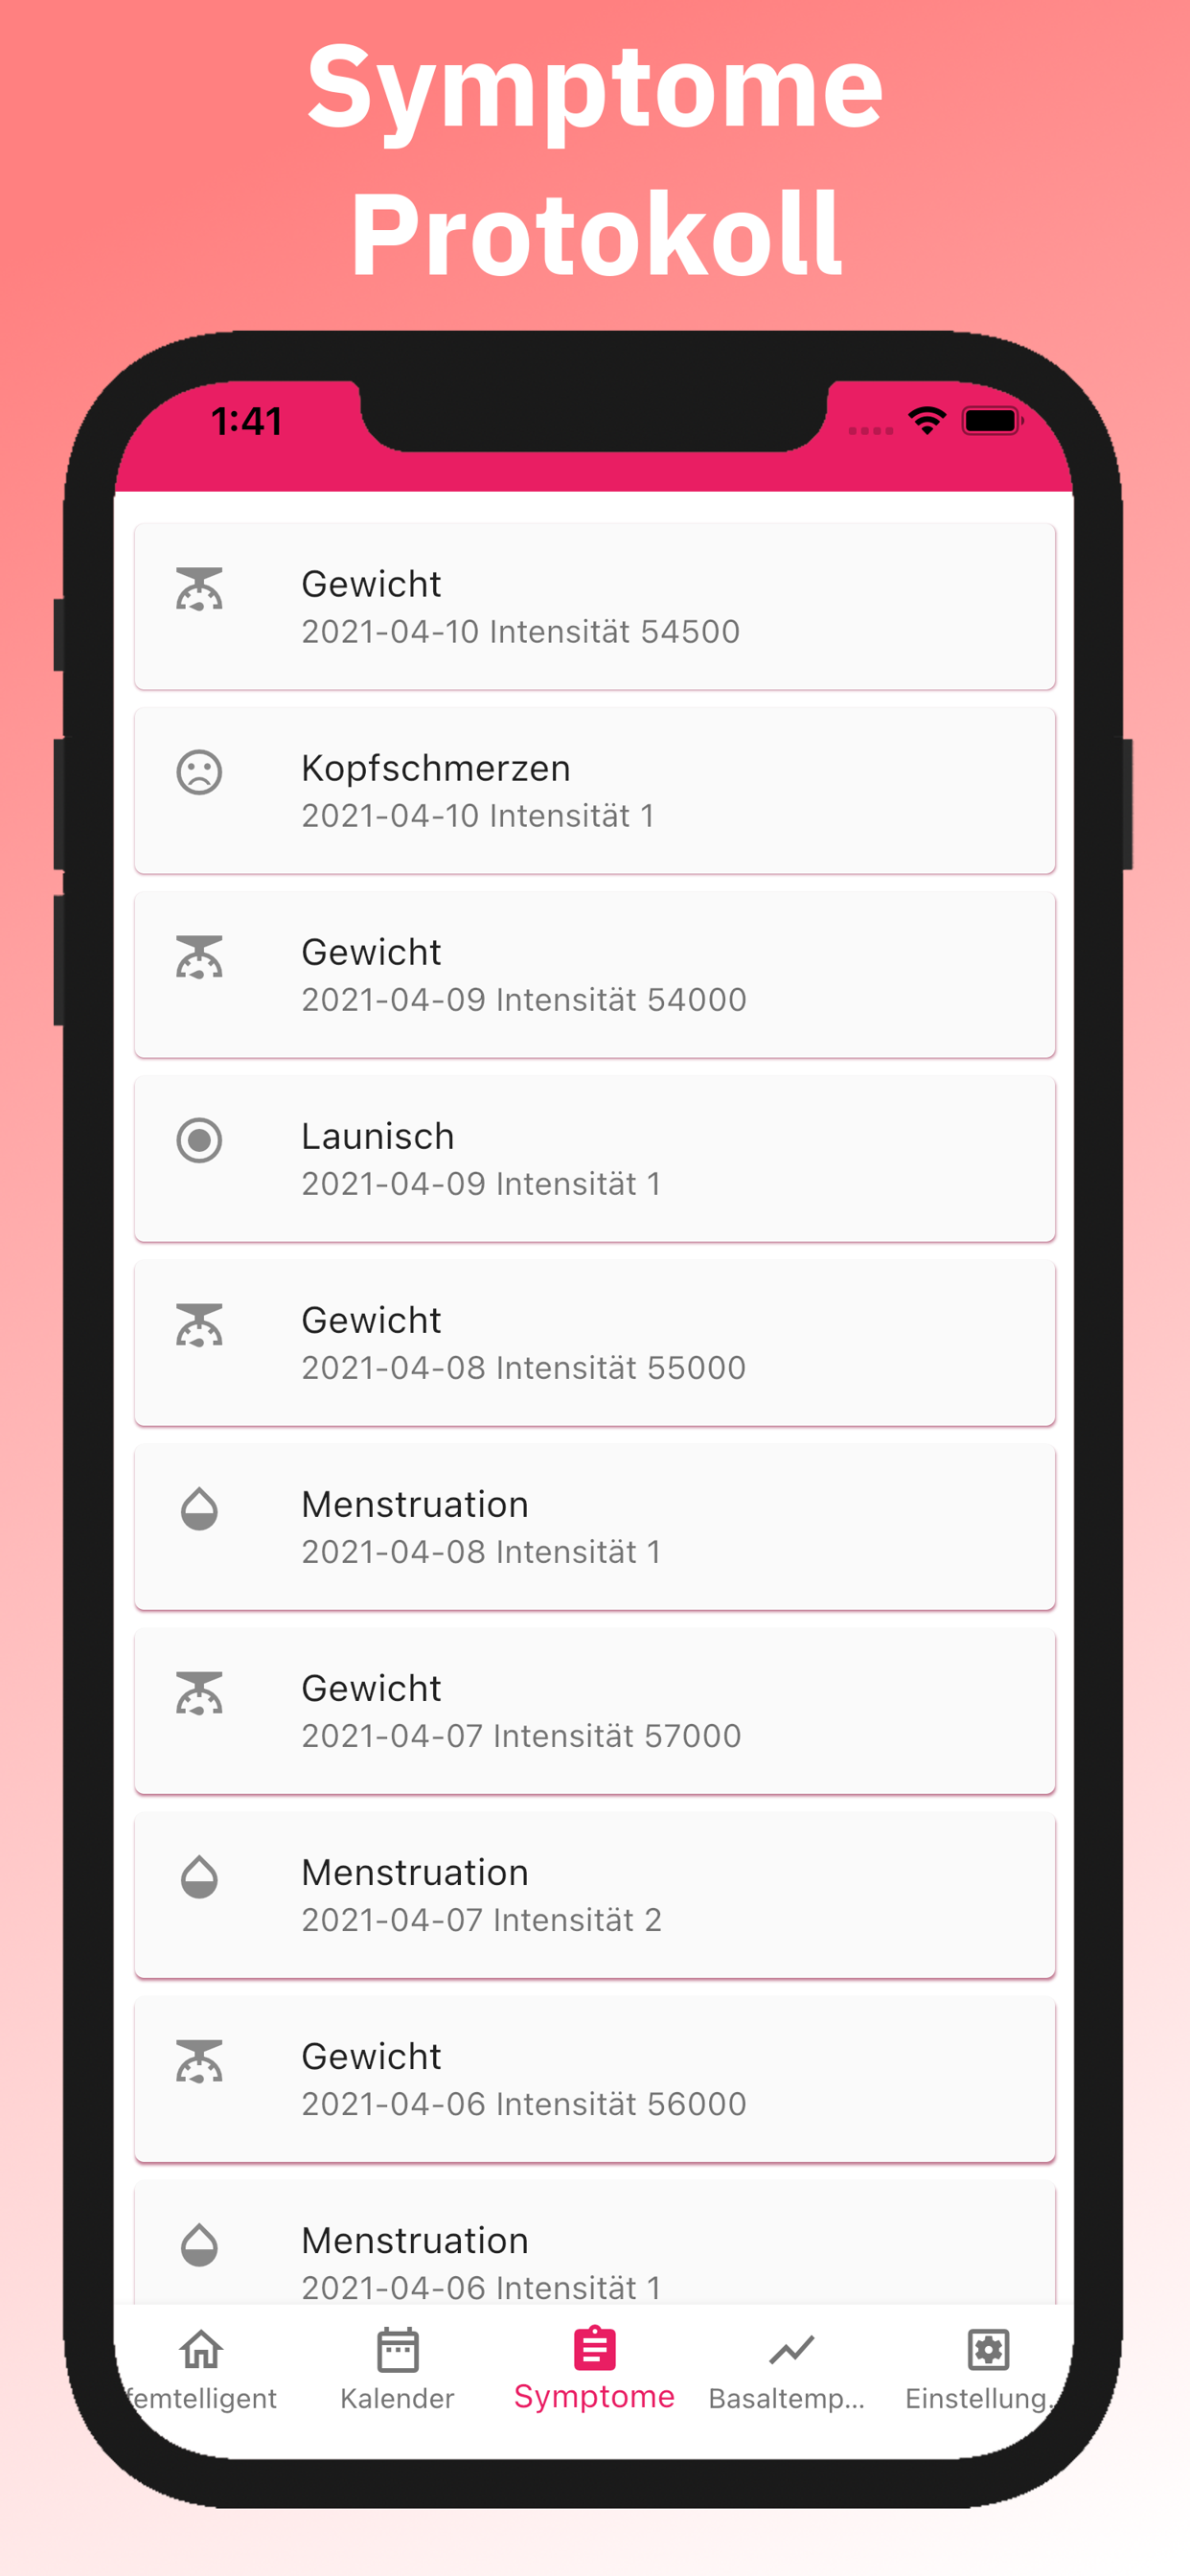 Symptome
Protokoll
1:41
Gewicht
2021-04-10 Intensität 54500
Kopfschmerzen
2021-04-10 Intensität 1
Gewicht
2021-04-09 Intensität 54000
Launisch
2021-04-09 Intensität 1
Gewicht
2021-04-08 Intensität 55000
Menstruation
2021-04-08 Intensität 1
Gewicht
2021-04-07 Intensität 57000
Menstruation
2021-04-07 Intensität 2
Gewicht
2021-04-06 Intensität 56000
Menstruation
2021-04-06 Intensität 1
femtelligent Kalender Symptome Basaltemp... Einstellung.